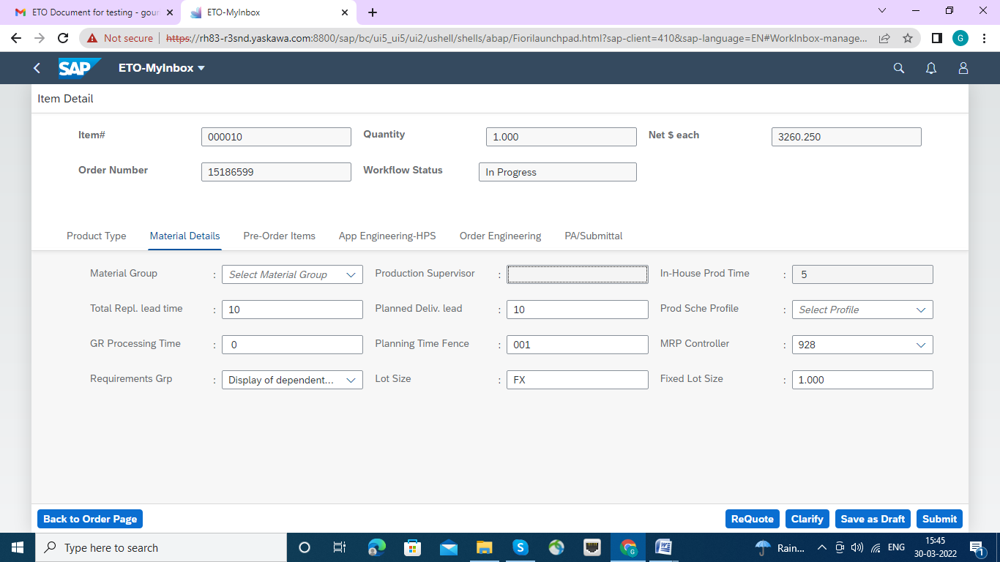 ETO Document for testing - gour
ETO-MyInbox
Not secure https://rh83-r3snd.yaskawa.com:8800/sap/bc/ui5_ui5/ui2/ushell/shells/abap/Fiorilaunchpad.html?sap-client=410&sap-language=EN#WorkInbox-manage...
G
SAP ETO-MyInbox
Item Detail
Item# 000010 Quantity 1.000 Net $ each 3260.250
Order Number 15186599 Workflow Status In Progress
Product Type Material Details Pre-Order Items App Engineering-HPS Order Engineering PA/Submittal
Material Group : Select Material Group Production Supervisor : In-House Prod Time : 5
Total Repl. lead time : 10 Planned Deliv. lead : 10 Prod Sche Profile : Select Profile
GR Processing Time : 0 Planning Time Fence : 001 MRP Controller : 928
Requirements Grp : Display of dependent... Lot Size : FX Fixed Lot Size : 1.000
Back to Order Page ReQuote Clarify Save as Draft Submit
Type here to search Rain... ENG 15:45
30-03-2022 1